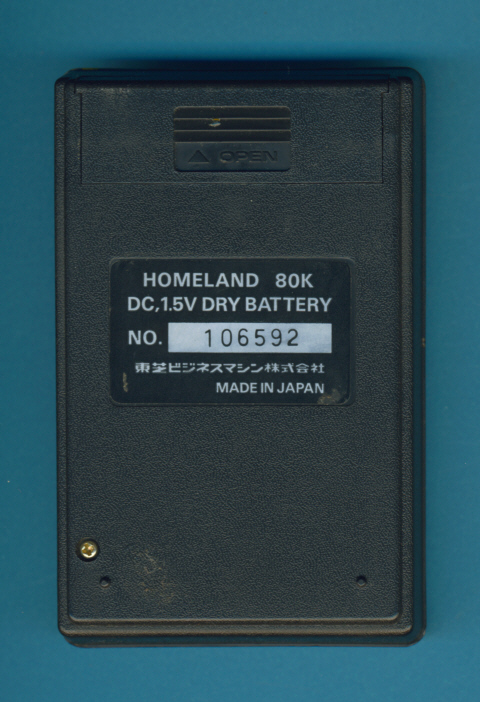 ▲ OPEN
HOMELAND 80K
DC,1.5V DRY BATTERY
NO. 106592
東芝ビジネスマシン株式会社
MADE IN JAPAN